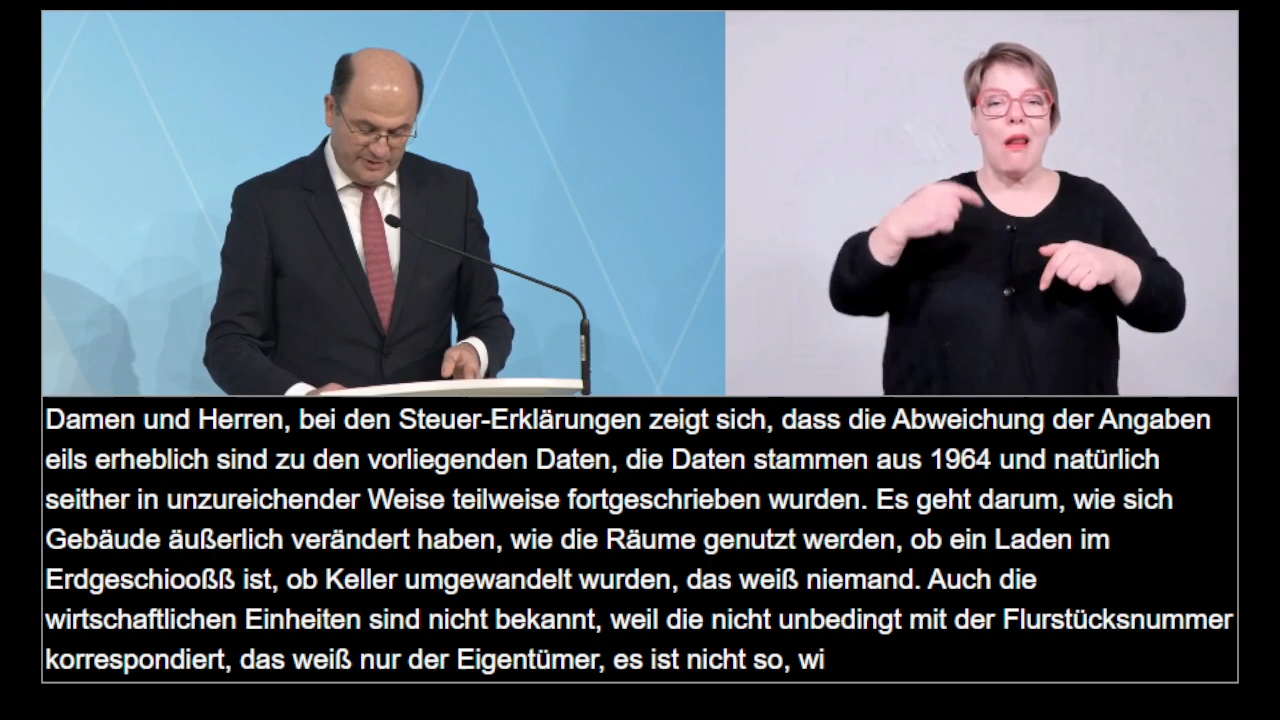 Damen und Herren, bei den Steuer-Erklärungen zeigt sich, dass die Abweichung der Angaben
eils erheblich sind zu den vorliegenden Daten, die Daten stammen aus 1964 und natürlich
seither in unzureichender Weise teilweise fortgeschrieben wurden. Es geht darum, wie sich
Gebäude äußerlich verändert haben, wie die Räume genutzt werden, ob ein Laden im
Erdgeschiooßß ist, ob Keller umgewandelt wurden, das weiß niemand. Auch die
wirtschaftlichen Einheiten sind nicht bekannt, weil die nicht unbedingt mit der Flurstücksnummer
korrespondiert, das weiß nur der Eigentümer, es ist nicht so, wi